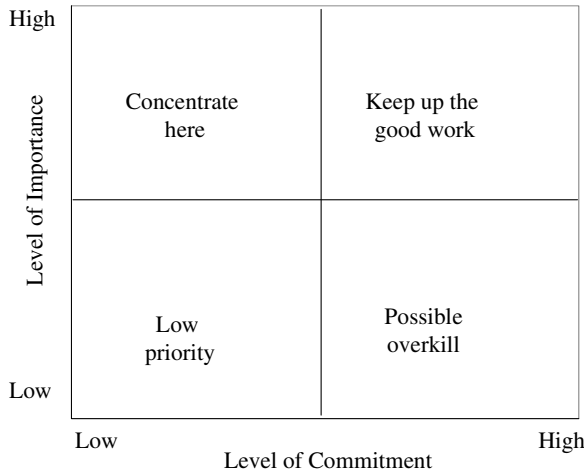 High
Concentrate
here
Keep up the
good work
Level of Importance
Low
priority
Possible
overkill
Low
Low
High
Level of Commitment